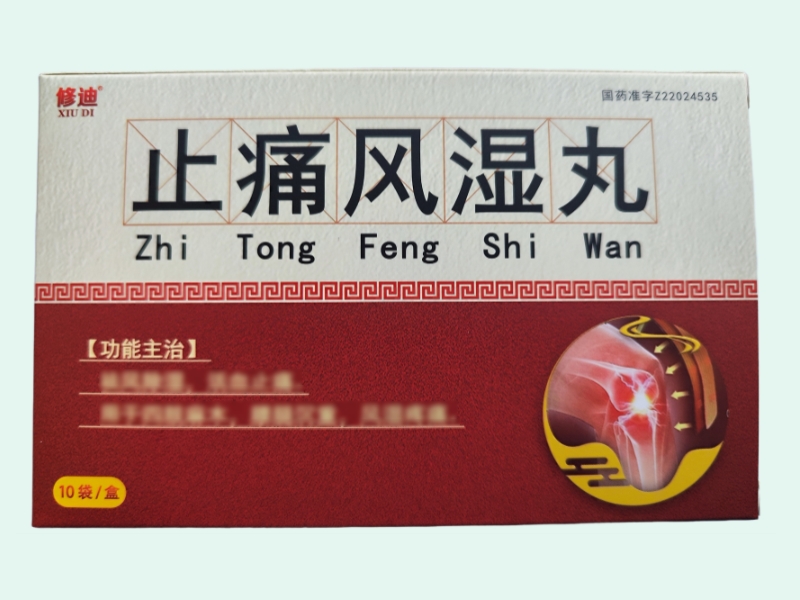 修迪®
XIU DI
国药准字Z22024535
止痛风湿丸
Zhi Tong Feng Shi Wan
【功能主治】
10袋/盒